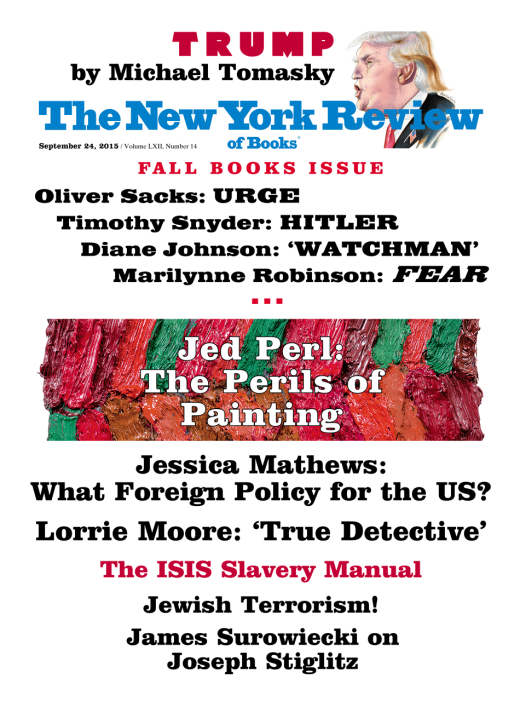 TRUMP
by Michael Tomasky
The New York Review
of Books®
September 24, 2015 / Volume LXII, Number 14
FALL BOOKS ISSUE
Oliver Sacks: URGE
Timothy Snyder: HITLER
Diane Johnson: ‘WATCHMAN’
Marilynne Robinson: FEAR
...
Jed Perl:
The Perils of
Painting
Jessica Mathews:
What Foreign Policy for the US?
Lorrie Moore: ‘True Detective’
The ISIS Slavery Manual
Jewish Terrorism!
James Surowiecki on
Joseph Stiglitz